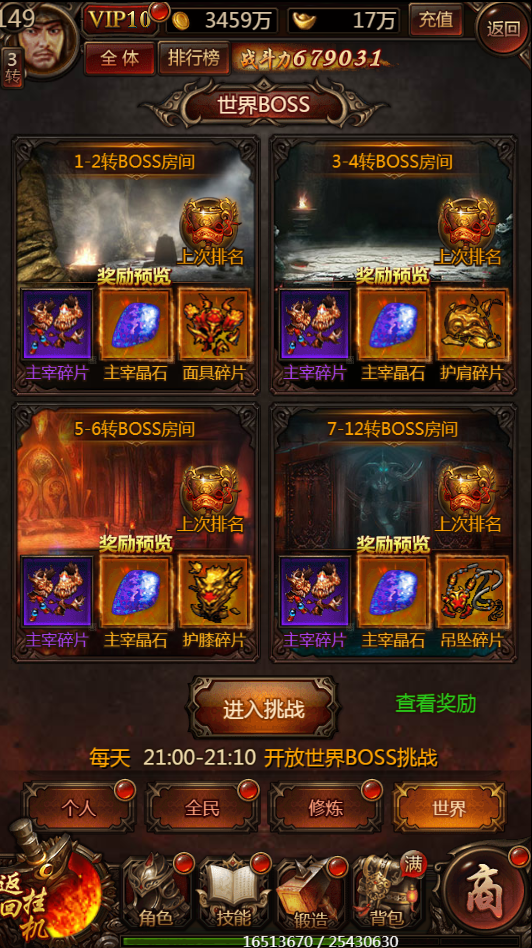 149 VIP10 3459万 17万 充值 返回
3转 全体 排行榜 战斗力679031
世界BOSS
1-2转BOSS房间 3-4转BOSS房间
上次排名 上次排名
奖励预览 奖励预览
主宰碎片 主宰晶石 面具碎片 主宰碎片 主宰晶石 护肩碎片
5-6转BOSS房间 7-12转BOSS房间
上次排名 上次排名
奖励预览 奖励预览
主宰碎片 主宰晶石 护膝碎片 主宰碎片 主宰晶石 吊坠碎片
进入挑战 查看奖励
每天 21:00-21:10 开放世界BOSS挑战
个人 全民 修炼 世界
返回挂机 角色 技能 锻造 背包 满 商
16513670 / 25430630